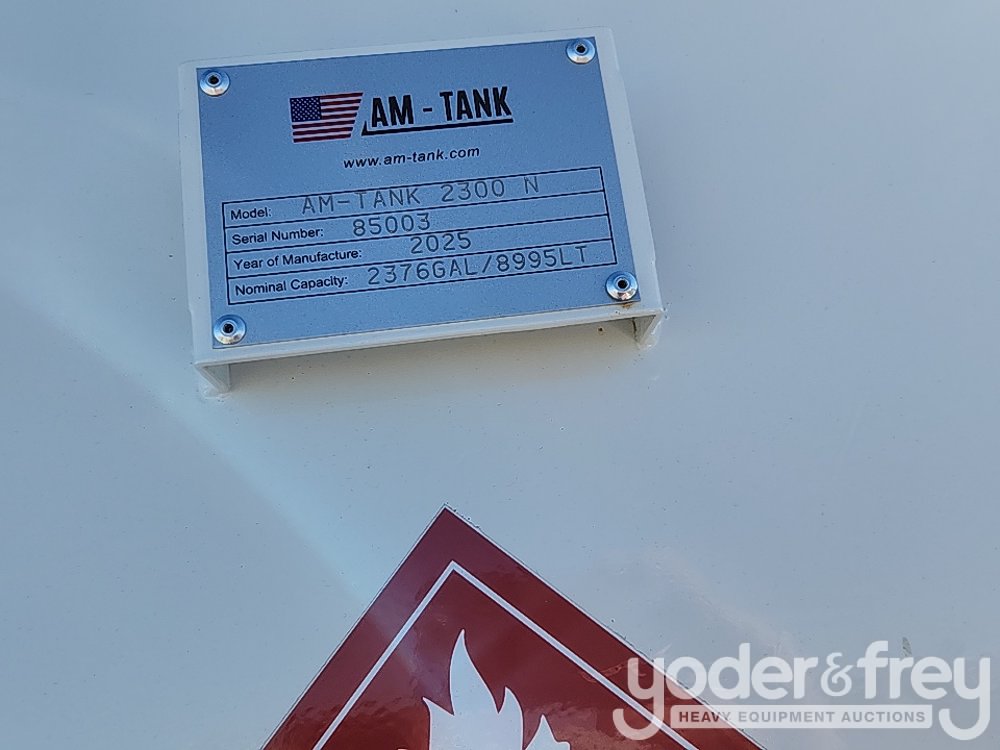 AM - TANK
www.am-tank.com
Model: AM-TANK 2300 N
Serial Number: 85003
Year of Manufacture: 2025
Nominal Capacity: 2376GAL/8995LT
yoder&frey
HEAVY EQUIPMENT AUCTIONS